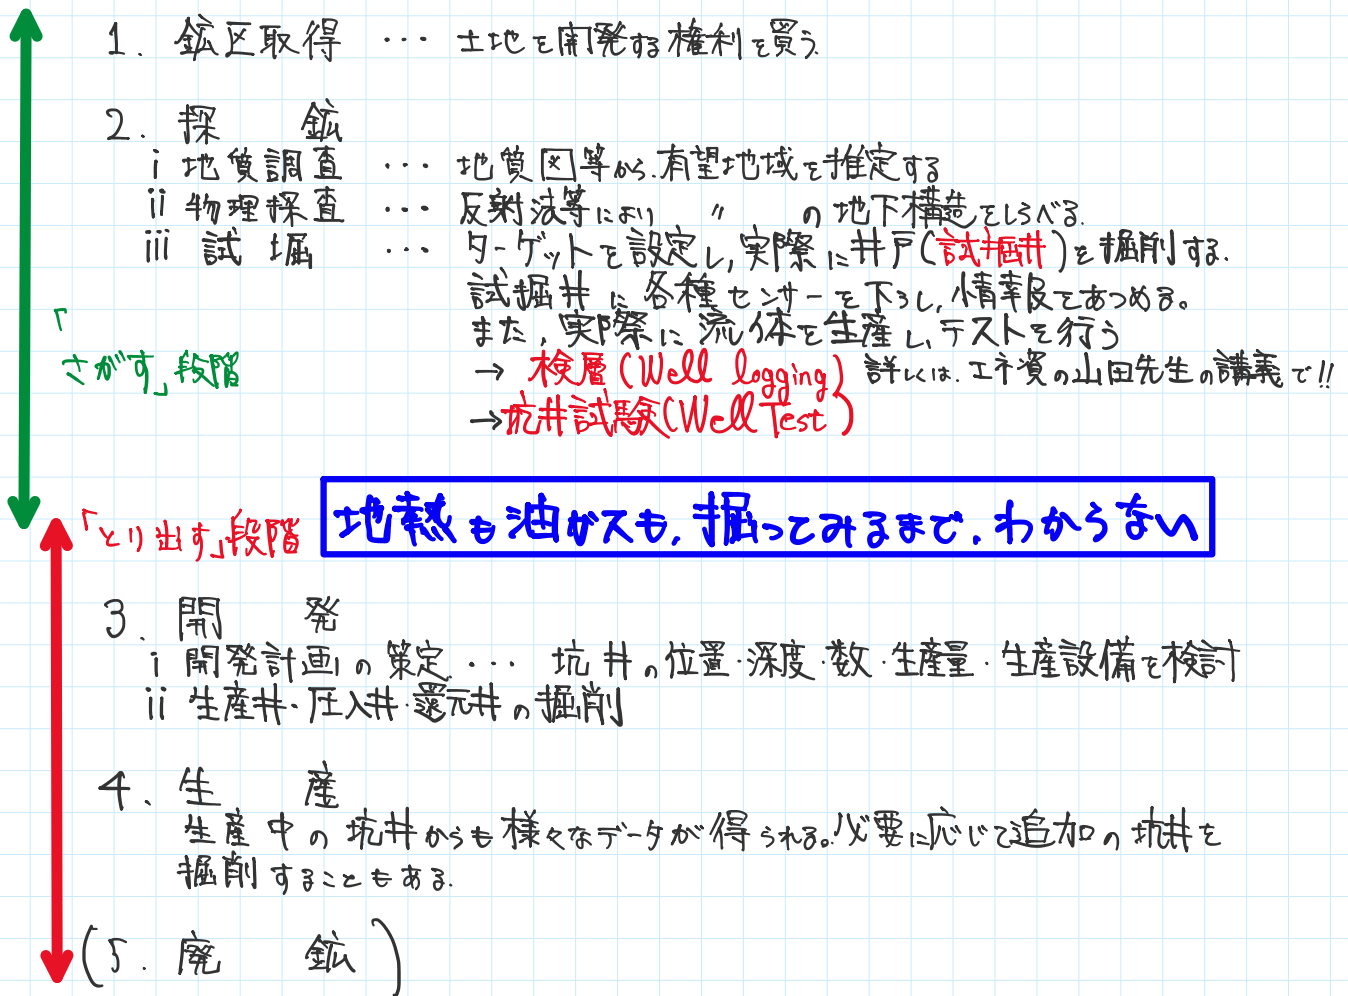 1. 鉱区取得 … 土地を開発する権利を買う.
2. 探 鉱
i 地質調査 … 地質図等から.有望地域を推定する
ii 物理探査 … 反射法等により 〃 の地下構造をしらべる.
iii 試掘 … ターゲットを設定し,実際に井戸(試掘井)を掘削する.
試掘井に各種センサーを下ろし,情報をあつめる。
また,実際に流体を生産し,テストを行う
「さがす」段階
→ 検層(Well logging) 詳しくは.エネ資の山田先生の講義で!!
→坑井試験(Well Test)
「とり出す」段階
地熱も油ガスも,掘ってみるまで.わからない
3. 開 発
i 開発計画の策定 … 坑井の位置・深度・数・生産量・生産設備を検討
ii 生産井・圧入井・還元井の掘削
4. 生 産
生産中の坑井からも様々なデータが得られる。必要に応じて追加の坑井を
掘削することもある.
(5. 廃 鉱)